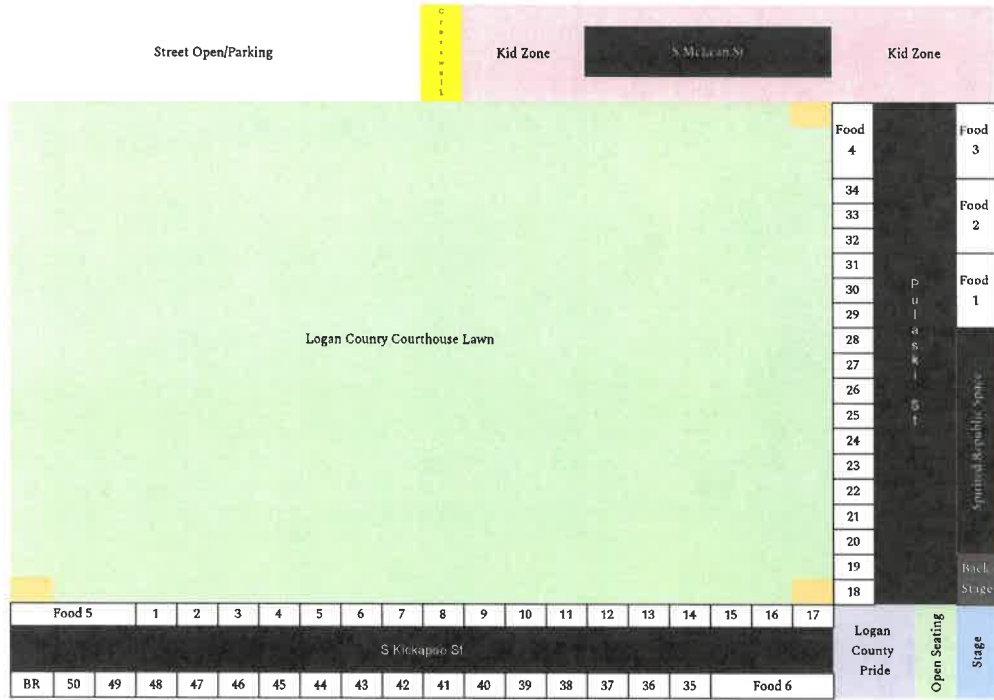 Street Open/Parking
Crosswalk
Kid Zone
S McLean St
Kid Zone
Food
4
Food
3
34
33
Food
2
32
31
30
Food
1
29
28
27
26
25
24
23
22
21
20
19
18
Pulaski St
Logan County Courthouse Lawn
Spirited Republic Space
Back
Stage
Food 5 1 2 3 4 5 6 7 8 9 10 11 12 13 14 15 16 17
S Kickapoo St
BR 50 49 48 47 46 45 44 43 42 41 40 39 38 37 36 35 Food 6
Logan
County
Pride
Open Seating
Stage